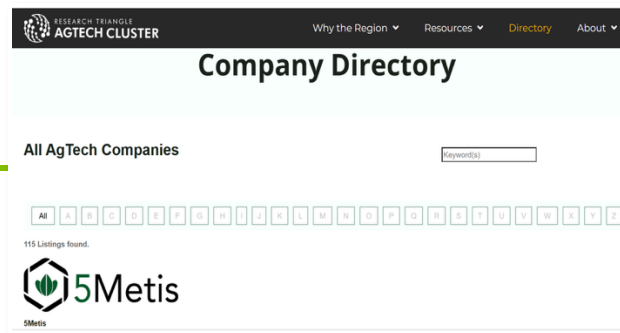 RESEARCH TRIANGLE
AGTECH CLUSTER
Why the Region Resources Directory About
Company Directory
All AgTech Companies
Keyword(s)
All A B C D E F G H I J K L M N O P Q R S T U V W X Y Z
115 Listings found.
5Metis
5Metis